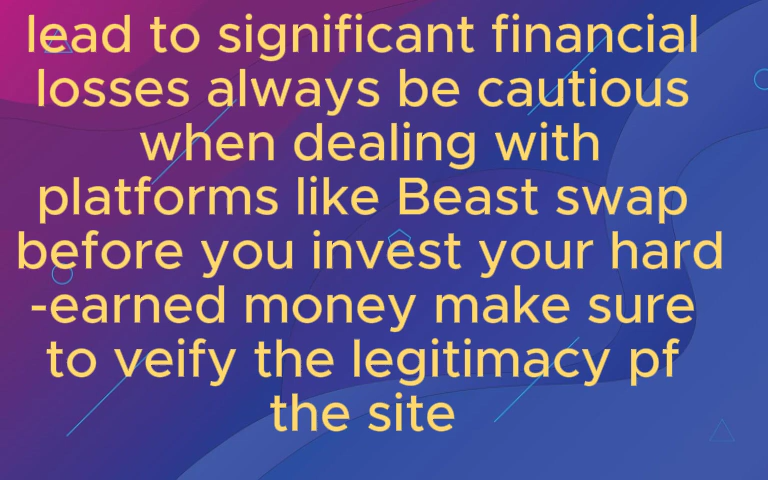 lead to significant financial
losses always be cautious
when dealing with
platforms like Beast swap
before you invest your hard
-earned money make sure
to veify the legitimacy pf
the site